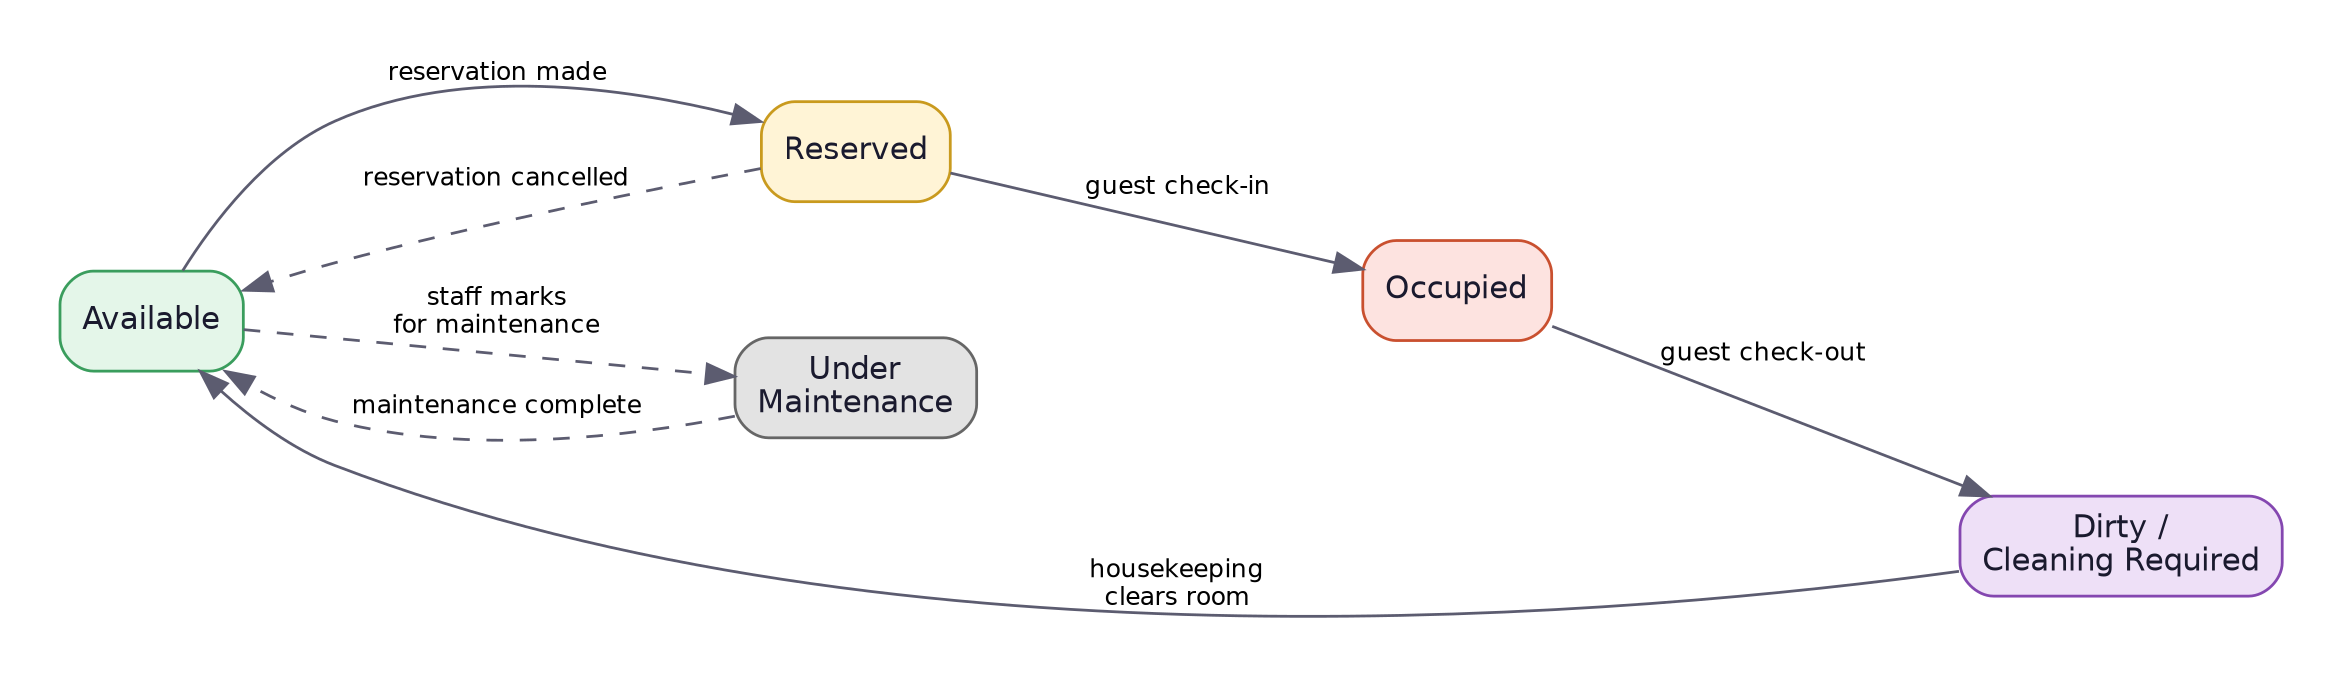 reservation made
Reserved
reservation cancelled
guest check-in
Occupied
Available
staff marks
for maintenance
guest check-out
Under
Maintenance
maintenance complete
Dirty /
Cleaning Required
housekeeping
clears room